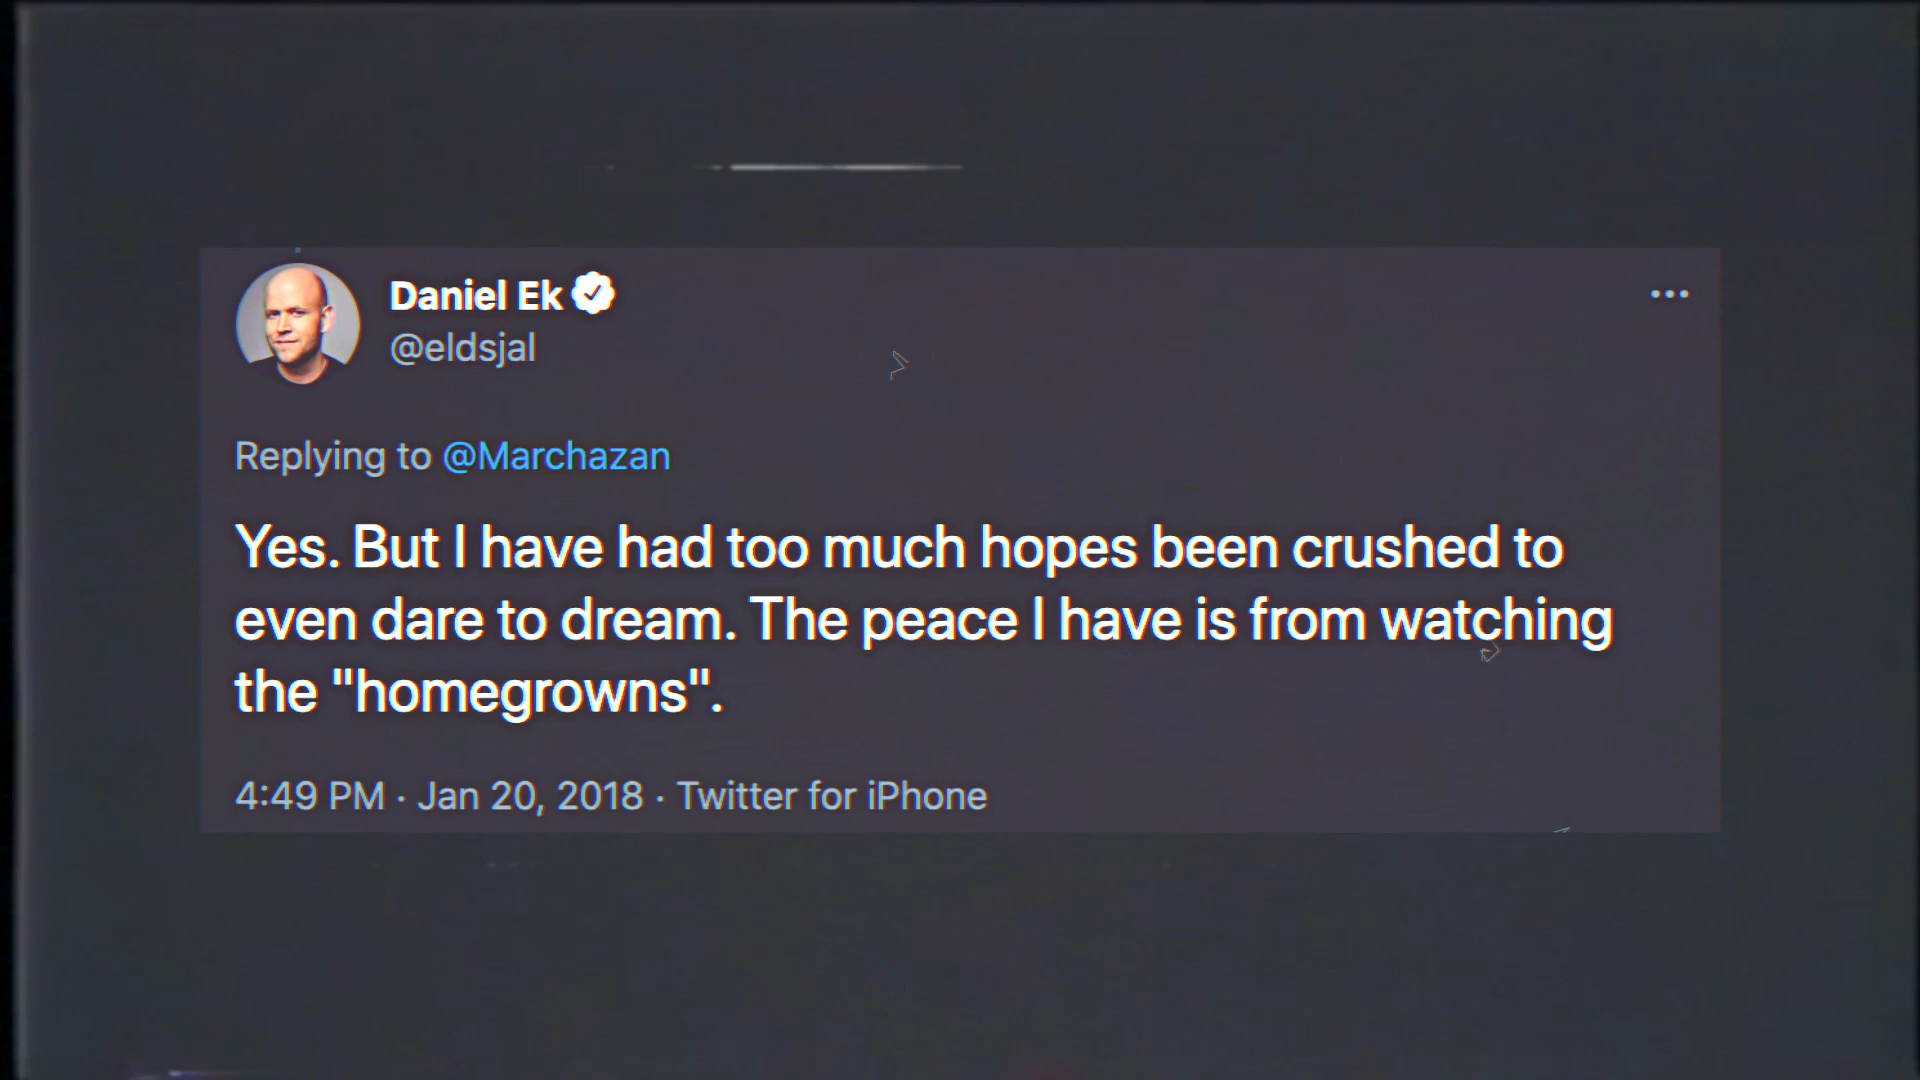 Daniel Ek
@eldsjal
Replying to @Marchazan
Yes. But I have had too much hopes been crushed to
even dare to dream. The peace I have is from watching
the "homegrowns".
4:49 PM · Jan 20, 2018 · Twitter for iPhone